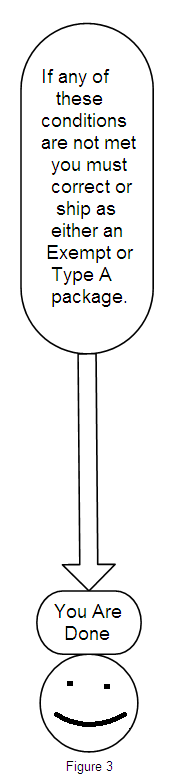 If any of
these
conditions
are not met
you must
correct or
ship as
either an
Exempt or
Type A
package.
You Are
Done
Figure 3